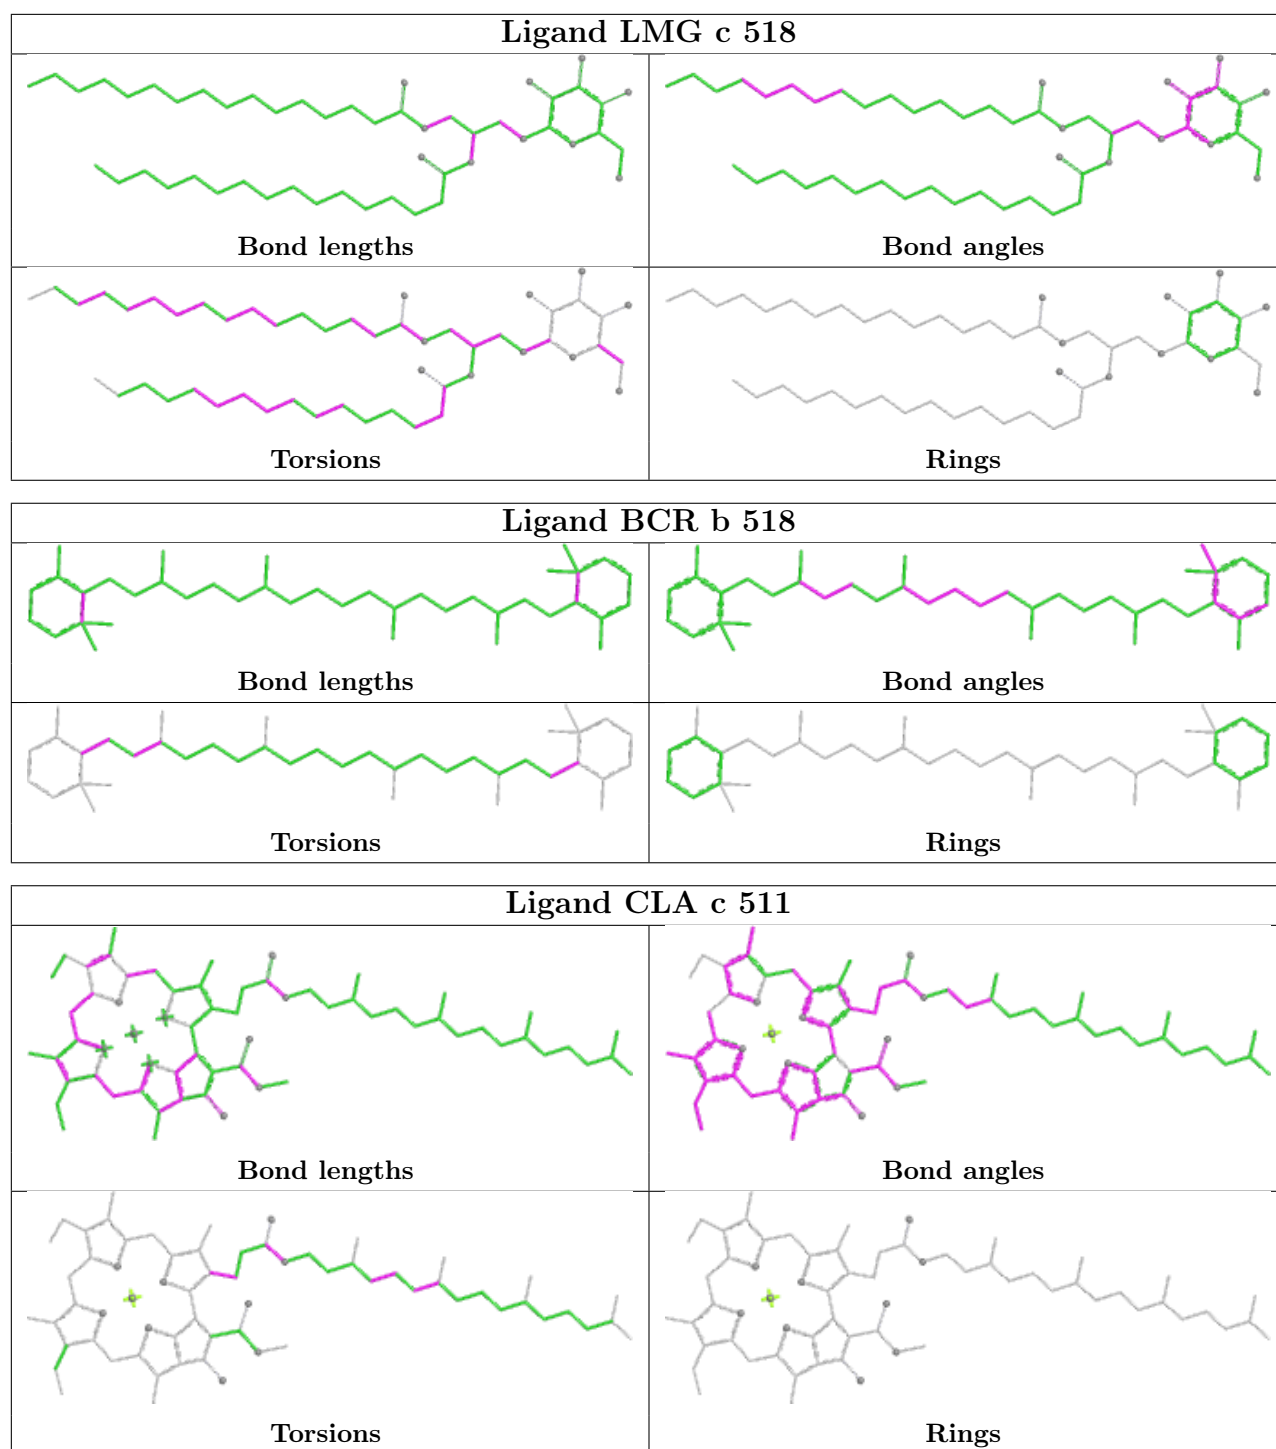 Ligand LMG c 518
Bond lengths
Bond angles
Torsions
Rings
Ligand BCR b 518
Bond lengths
Bond angles
Torsions
Rings
Ligand CLA c 511
Bond lengths
Bond angles
Torsions
Rings